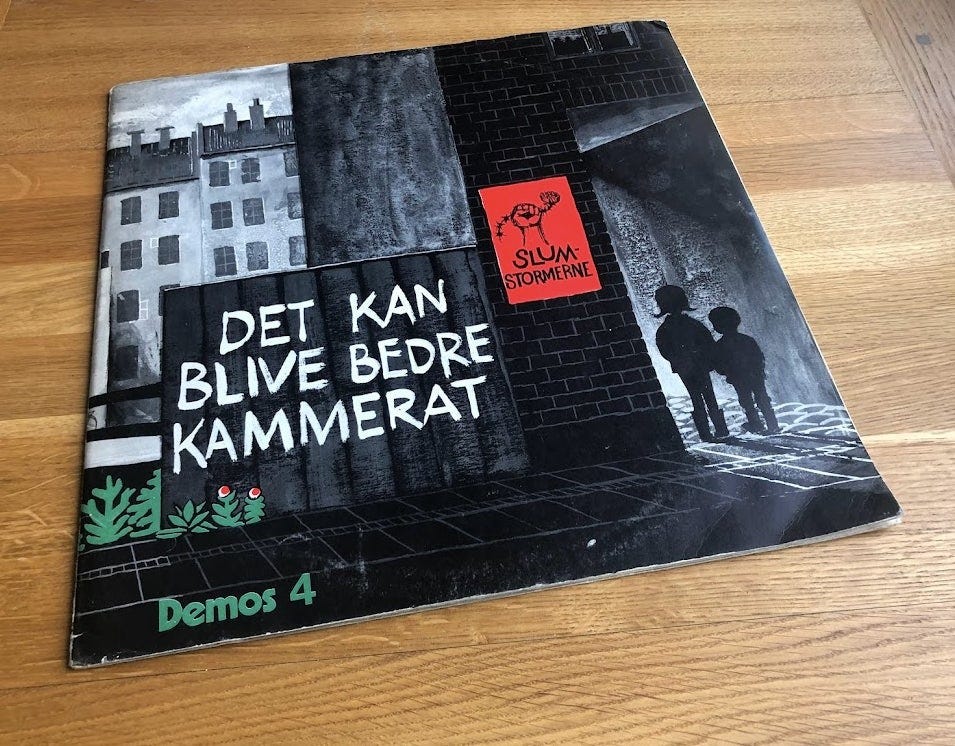 DET KAN
BLIVE BEDRE
KAMMERAT
SLUM-
STORMERNE
Demos 4